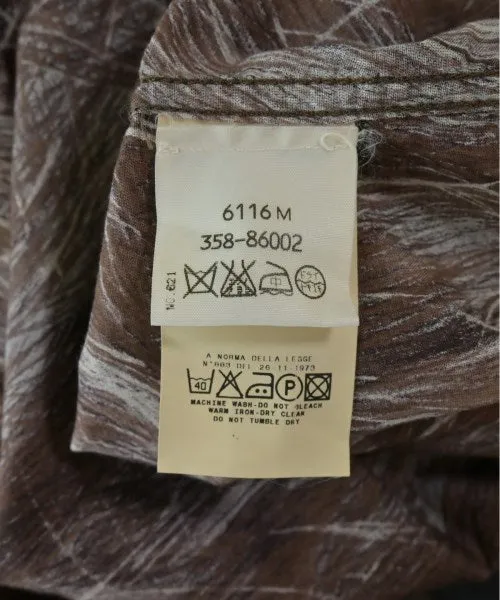 6116 M
358-86002
NO.621
A NORMA DELLA LEGGE
N°883 DEL 26-11-1973
40 P
MACHINE WASH-DO NOT BLEACH
WARM IRON-DRY CLEAN
DO NOT TUMBLE DRY